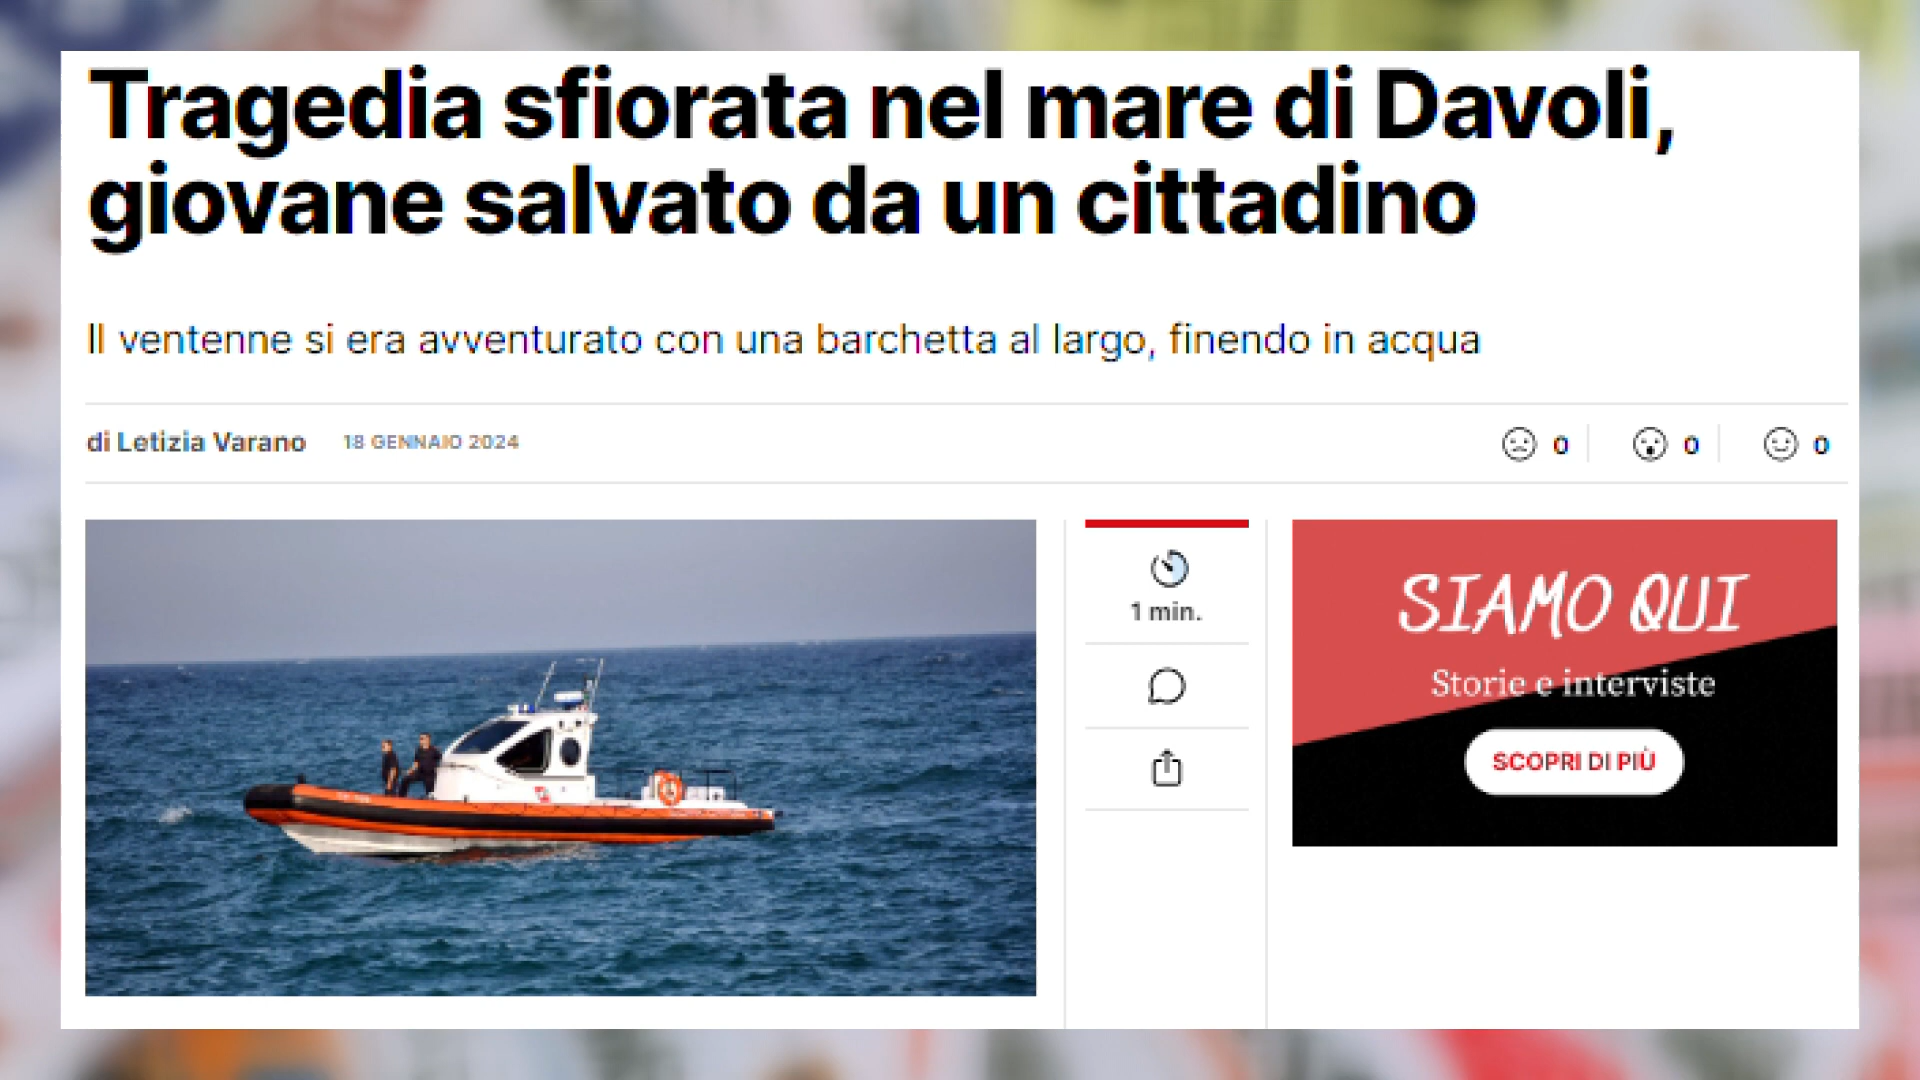 Tragedia sfiorata nel mare di Davoli,
giovane salvato da un cittadino
Il ventenne si era avventurato con una barchetta al largo, finendo in acqua
di Letizia Varano 18 GENNAIO 2024
0 0 0
1 min.
SIAMO QUI
Storie e interviste
SCOPRI DI PIÙ